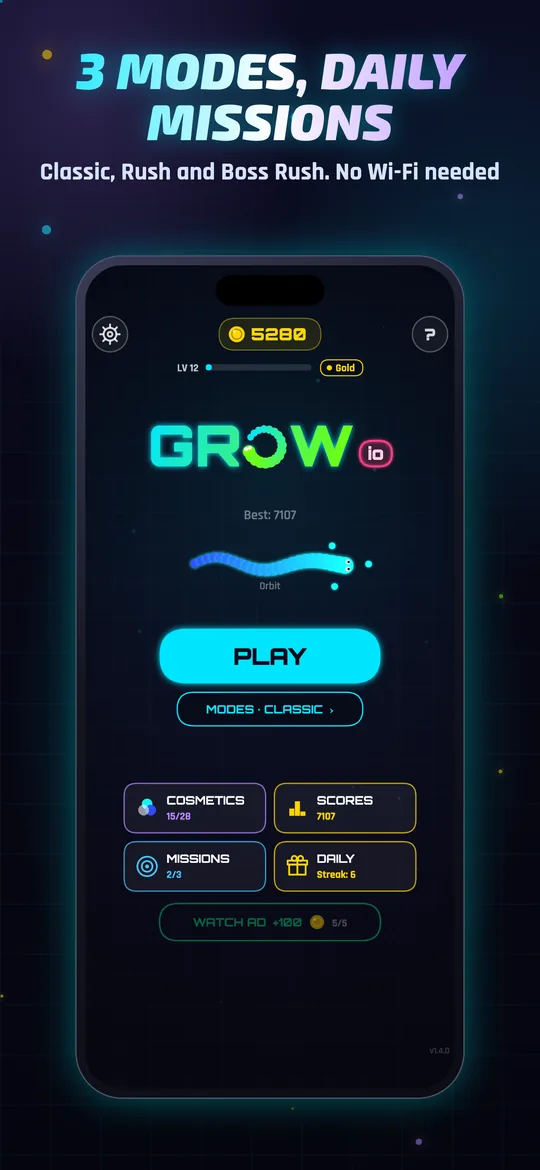 3 MODES, DAILY
MISSIONS
Classic, Rush and Boss Rush. No Wi-Fi needed
5280
?
LV 12
Gold
GROW io
Best: 7107
Orbit
PLAY
MODES · CLASSIC ›
COSMETICS
15/28
SCORES
7107
MISSIONS
2/3
DAILY
Streak: 6
WATCH AD +100 5/5
v1.4.0